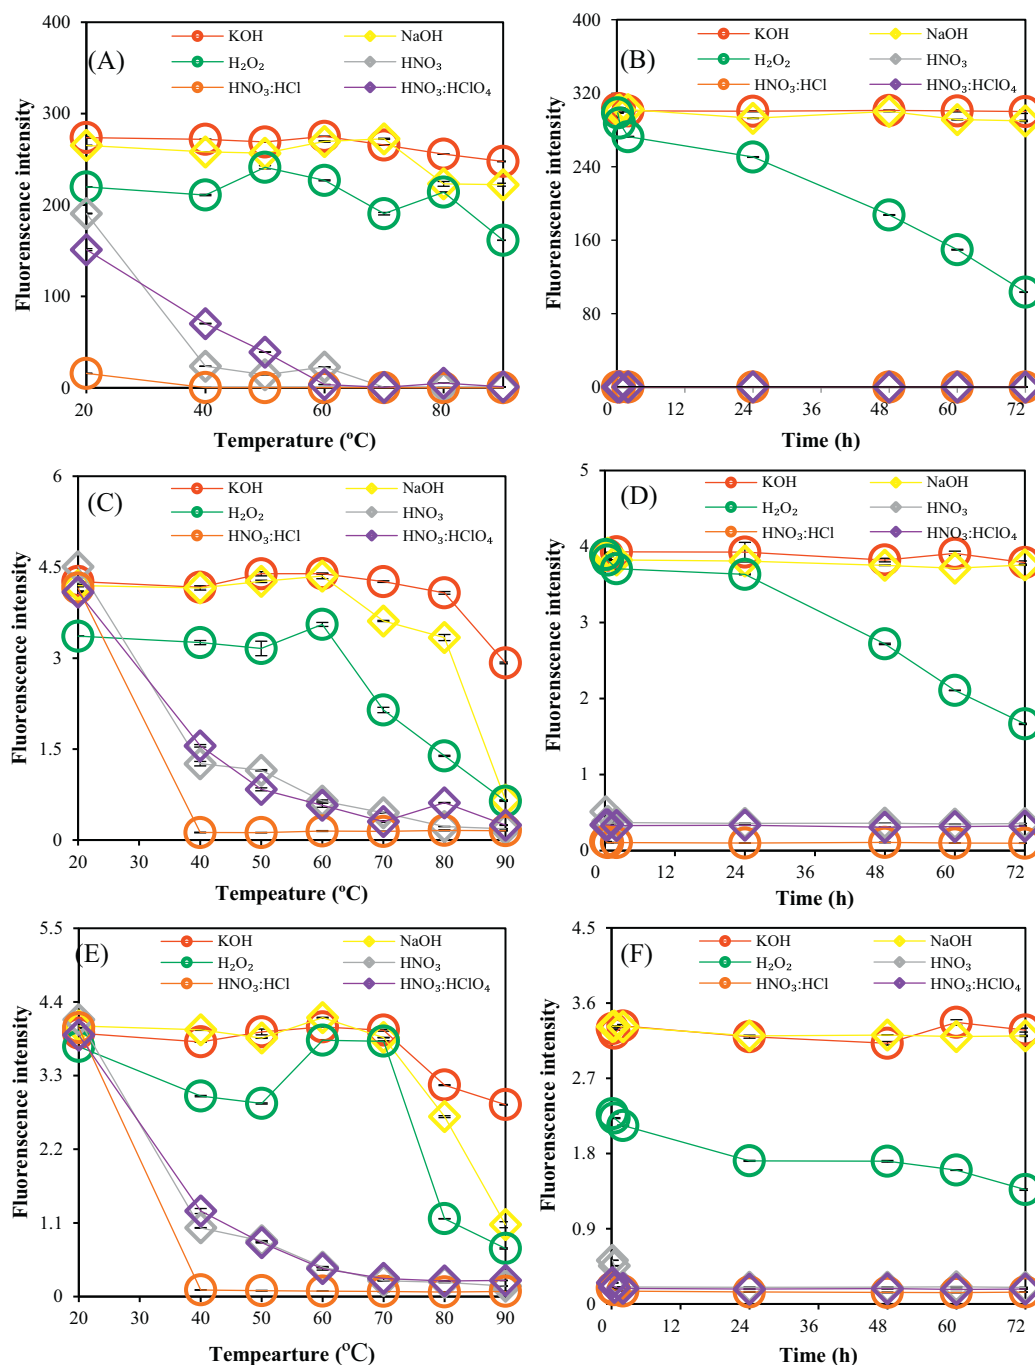 (A)
KOH
NaOH
H₂O₂
HNO₃
HNO₃:HCl
HNO₃:HClO₄
400
300
200
100
0
20
40
60
80
Fluorenscence intensity
Temperature (ºC)
(B)
KOH
NaOH
H₂O₂
HNO₃
HNO₃:HCl
HNO₃:HClO₄
400
320
240
160
80
0
0
12
24
36
48
60
72
Fluorenscence intensity
Time (h)
(C)
KOH
NaOH
H₂O₂
HNO₃
HNO₃:HCl
HNO₃:HClO₄
6
4.5
3
1.5
0
20
30
40
50
60
70
80
90
Fluorenscence intensity
Tempeature (ºC)
(D)
KOH
NaOH
H₂O₂
HNO₃
HNO₃:HCl
HNO₃:HClO₄
5
4
3
2
1
0
0
12
24
36
48
60
72
Fluorenscence intensity
Time (h)
(E)
KOH
NaOH
H₂O₂
HNO₃
HNO₃:HCl
HNO₃:HClO₄
5.5
4.4
3.3
2.2
1.1
0
20
30
40
50
60
70
80
90
Fluorenscence intensity
Tempearture (ºC)
(F)
KOH
NaOH
H₂O₂
HNO₃
HNO₃:HCl
HNO₃:HClO₄
4.5
3.6
2.7
1.8
0.9
0
0
12
24
36
48
60
72
Fluorenscence intensity
Time (h)